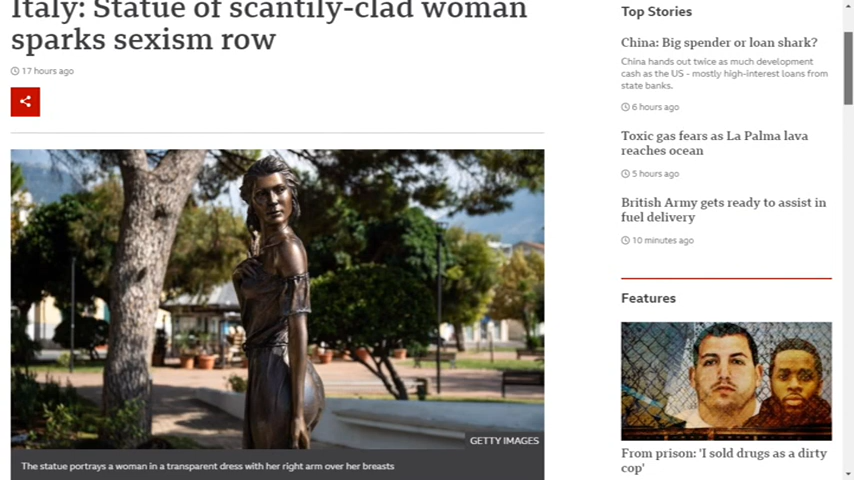 Italy: Statue of scantily-clad woman
sparks sexism row
17 hours ago
GETTY IMAGES
The statue portrays a woman in a transparent dress with her right arm over her breasts
Top Stories
China: Big spender or loan shark?
China hands out twice as much development
cash as the US - mostly high-interest loans from
state banks.
6 hours ago
Toxic gas fears as La Palma lava
reaches ocean
5 hours ago
British Army gets ready to assist in
fuel delivery
10 minutes ago
Features
From prison: 'I sold drugs as a dirty
cop'